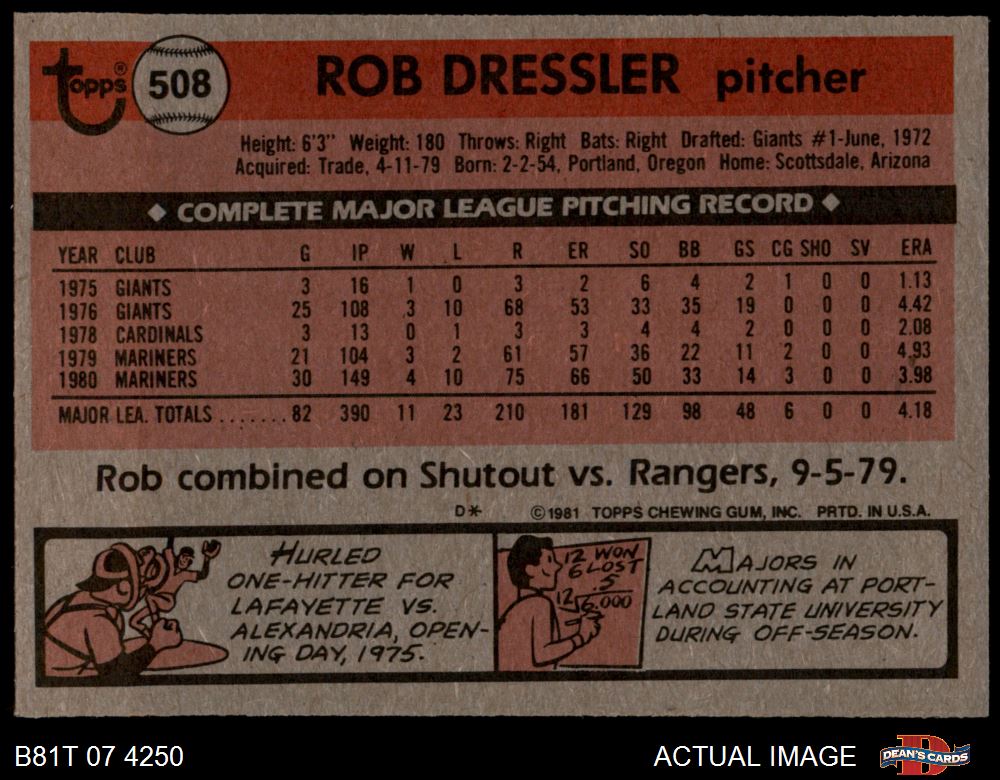 topps® 508 ROB DRESSLER pitcher
Height: 6'3" Weight: 180 Throws: Right Bats: Right Drafted: Giants #1-June, 1972
Acquired: Trade, 4-11-79 Born: 2-2-54, Portland, Oregon Home: Scottsdale, Arizona
◆ COMPLETE MAJOR LEAGUE PITCHING RECORD ◆
YEAR CLUB G IP W L R ER SO BB GS CG SHO SV ERA
1975 GIANTS 3 16 1 0 3 2 6 4 2 1 0 0 1.13
1976 GIANTS 25 108 3 10 68 53 33 35 19 0 0 0 4.42
1978 CARDINALS 3 13 0 1 3 3 4 4 2 0 0 0 2.08
1979 MARINERS 21 104 3 2 61 57 36 22 11 2 0 0 4.93
1980 MARINERS 30 149 4 10 75 66 50 33 14 3 0 0 3.98
MAJOR LEA. TOTALS ....... 82 390 11 23 210 181 129 98 48 6 0 0 4.18
Rob combined on Shutout vs. Rangers, 9-5-79.
D* ©1981 TOPPS CHEWING GUM, INC. PRTD. IN U.S.A.
HURLED
ONE-HITTER FOR
LAFAYETTE VS.
ALEXANDRIA, OPEN-
ING DAY, 1975.
12 WON
6 LOST
.5
12 6.000
MAJORS IN
ACCOUNTING AT PORT-
LAND STATE UNIVERSITY
DURING OFF-SEASON.
B81T 07 4250 ACTUAL IMAGE DEAN'S CARDS